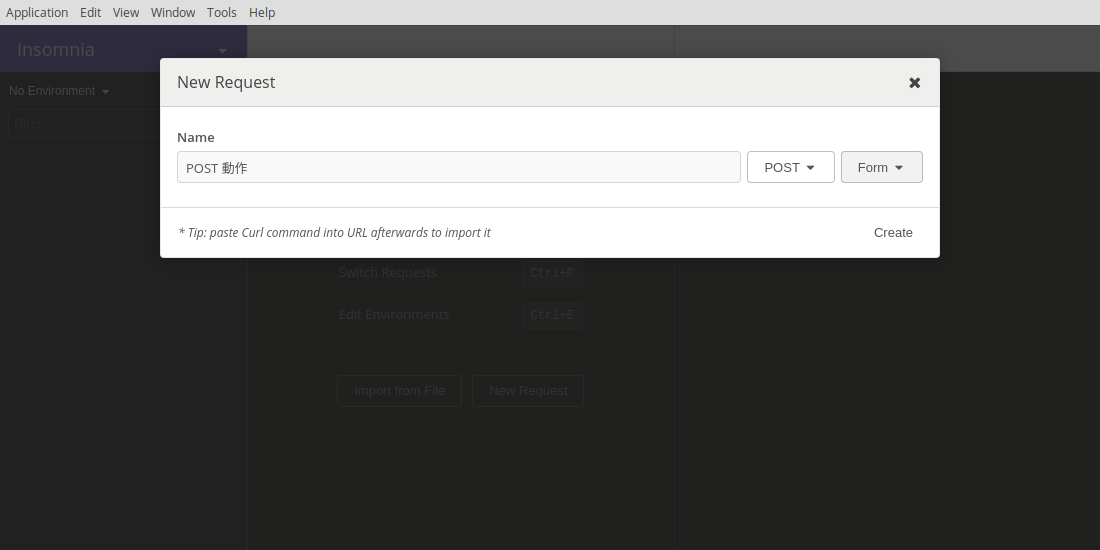 Application Edit View Window Tools Help
Insomnia
New Request
No Environment
Filter
Name
POST 動作 POST Form
* Tip: paste Curl command into URL afterwards to import it Create
Switch Requests Ctrl+P
Edit Environments Ctrl+E
Import from File New Request